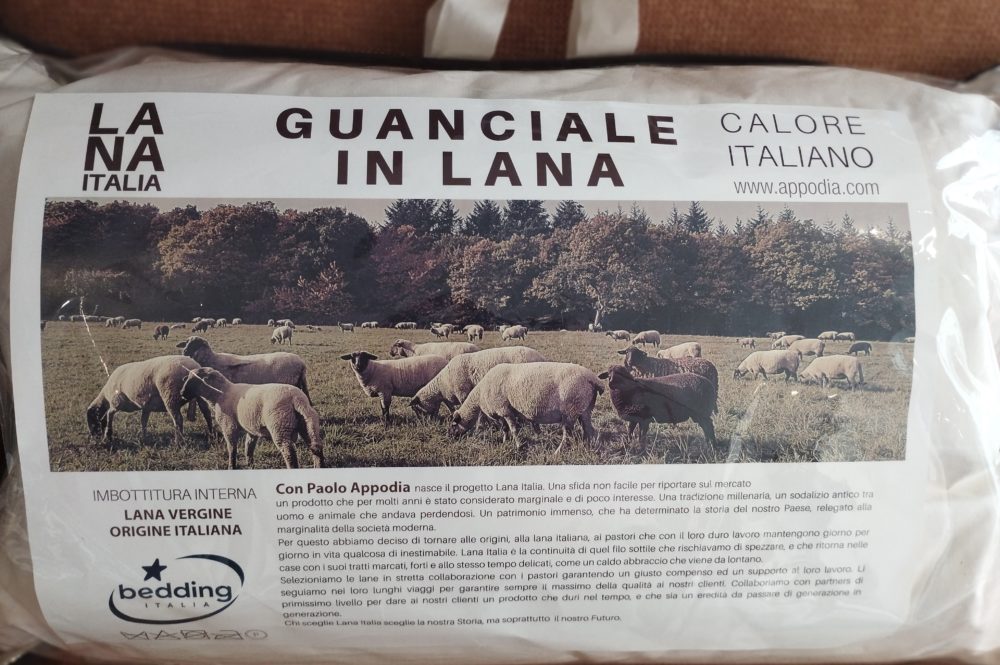 LA
NA
ITALIA
GUANCIALE
IN LANA
CALORE
ITALIANO
www.appodia.com
IMBOTTITURA INTERNA
LANA VERGINE
ORIGINE ITALIANA
bedding
ITALIA
Con Paolo Appodia nasce il progetto Lana Italia. Una sfida non facile per riportare sul mercato
un prodotto che per molti anni è stato considerato marginale e di poco interesse. Una tradizione millenaria, un sodalizio antico tra
uomo e animale che andava perdendosi. Un patrimonio immenso, che ha determinato la storia del nostro Paese, relegato alla
marginalità della società moderna.
Per questo abbiamo deciso di tornare alle origini, alla lana italiana, ai pastori che con il loro duro lavoro mantengono giorno per
giorno in vita qualcosa di inestimabile. Lana Italia è la continuità di quel filo sottile che rischiavamo di spezzare, e che ritorna nelle
case con i suoi tratti marcati, forti e allo stesso tempo delicati, come un caldo abbraccio che viene da lontano.
Selezioniamo le lane in stretta collaborazione con i pastori garantendo un giusto compenso ed un supporto al loro lavoro. Li
seguiamo nei loro lunghi viaggi per garantire sempre il massimo della qualità ai nostri clienti. Collaboriamo con partners di
primissimo livello per dare ai nostri clienti un prodotto che duri nel tempo, e che sia un eredità da passare di generazione in
generazione.
Chi sceglie Lana Italia sceglie la nostra Storia, ma soprattutto il nostro Futuro.
P